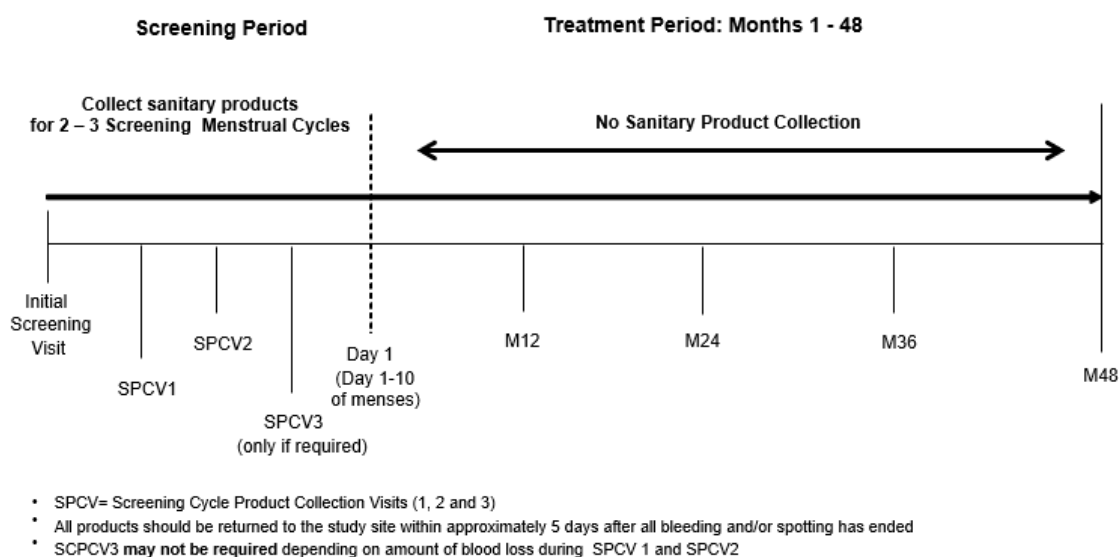 Screening Period
Treatment Period: Months 1 - 48
Collect sanitary products
for 2 – 3 Screening Menstrual Cycles
No Sanitary Product Collection
Initial
Screening
Visit
SPCV1
SPCV2
SPCV3
(only if required)
Day 1
(Day 1-10
of menses)
M12
M24
M36
M48
• SPCV= Screening Cycle Product Collection Visits (1, 2 and 3)
• All products should be returned to the study site within approximately 5 days after all bleeding and/or spotting has ended
• SCPCV3 may not be required depending on amount of blood loss during SPCV 1 and SPCV2